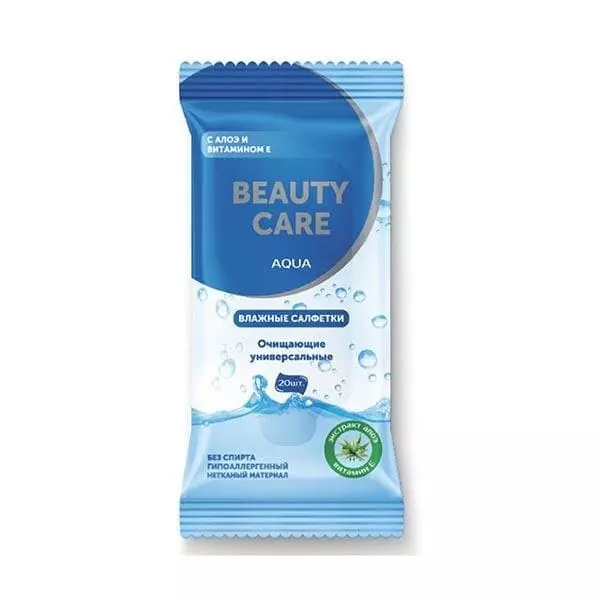 С АЛОЭ И
ВИТАМИНОМ Е
BEAUTY
CARE
AQUA
ВЛАЖНЫЕ САЛФЕТКИ
Очищающие
универсальные
20шт.
экстракт алоэ
витамин Е
БЕЗ СПИРТА
ГИПОАЛЛЕРГЕННЫЙ
НЕТКАНЫЙ МАТЕРИАЛ